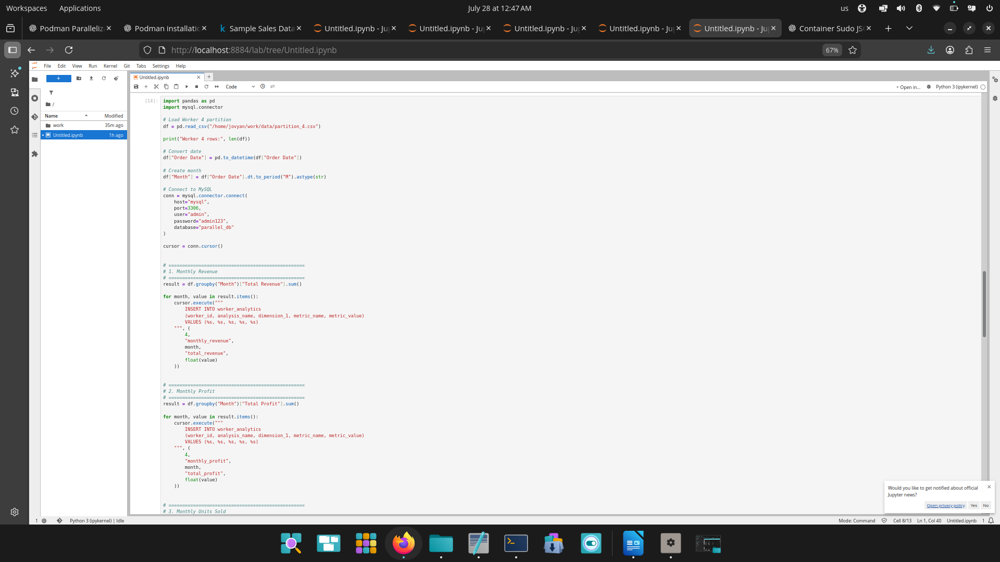 Workspaces Applications July 28 at 12:47 AM us
Podman Paralleliz Podman installatio Sample Sales Data Untitled.ipynb - Ju Untitled.ipynb - Ju Untitled.ipynb - Ju Untitled.ipynb - Ju Untitled.ipynb - Ju Container Sudo JS
http://localhost:8884/lab/tree/Untitled.ipynb 67%
File Edit View Run Kernel Git Tabs Settings Help
Untitled.ipynb
Code git Open in... Python 3 (ipykernel)
/
Name Modified
work 35m ago
Untitled.ipynb 1h ago
[14]:
import pandas as pd
import mysql.connector
# Load Worker 4 partition
df = pd.read_csv("/home/jovyan/work/data/partition_4.csv")
print("Worker 4 rows:", len(df))
# Convert date
df["Order Date"] = pd.to_datetime(df["Order Date"])
# Create month
df["Month"] = df["Order Date"].dt.to_period("M").astype(str)
# Connect to MySQL
conn = mysql.connector.connect(
host="mysql",
port=3306,
user="admin",
password="admin123",
database="parallel_db"
)
cursor = conn.cursor()
# ==================================================
# 1. Monthly Revenue
# ==================================================
result = df.groupby("Month")["Total Revenue"].sum()
for month, value in result.items():
cursor.execute("""
INSERT INTO worker_analytics
(worker_id, analysis_name, dimension_1, metric_name, metric_value)
VALUES (%s, %s, %s, %s, %s)
""", (
4,
"monthly_revenue",
month,
"total_revenue",
float(value)
))
# ==================================================
# 2. Monthly Profit
# ==================================================
result = df.groupby("Month")["Total Profit"].sum()
for month, value in result.items():
cursor.execute("""
INSERT INTO worker_analytics
(worker_id, analysis_name, dimension_1, metric_name, metric_value)
VALUES (%s, %s, %s, %s, %s)
""", (
4,
"monthly_profit",
month,
"total_profit",
float(value)
))
# ==================================================
# 3. Monthly Units Sold
Would you like to get notified about official
Jupyter news?
Open privacy policy Yes No
1 Python 3 (ipykernel) | Idle Mode: Command Cell 8/13 Ln 1, Col 40 Untitled.ipynb 1